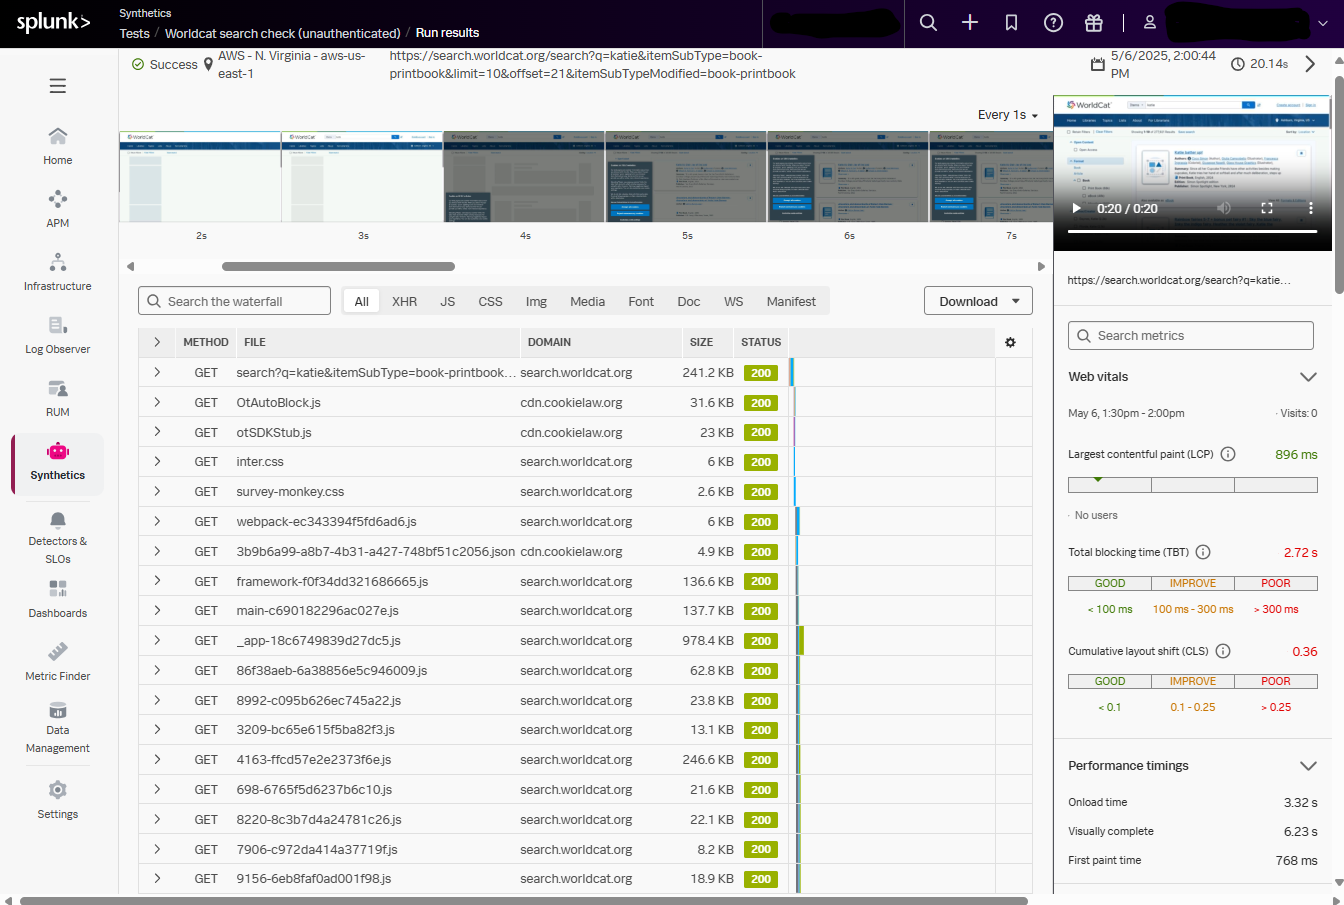 splunk>
Synthetics
Tests / Worldcat search check (unauthenticated) / Run results
Success
AWS - N. Virginia - aws-us-east-1
https://search.worldcat.org/search?q=katie&itemSubType=book-printbook&limit=10&offset=21&itemSubTypeModified=book-printbook
5/6/2025, 2:00:44 PM
20.14s
Home
APM
Infrastructure
Log Observer
RUM
Synthetics
Detectors & SLOs
Dashboards
Metric Finder
Data Management
Settings
Every 1s
WorldCat
WorldCat
WorldCat
WorldCat
WorldCat
WorldCat
2s 3s 4s 5s 6s 7s
Search the waterfall
All XHR JS CSS Img Media Font Doc WS Manifest
Download
METHOD FILE DOMAIN SIZE STATUS
GET search?q=katie&itemSubType=book-printbook... search.worldcat.org 241.2 KB 200
GET OtAutoBlock.js cdn.cookielaw.org 31.6 KB 200
GET otSDKStub.js cdn.cookielaw.org 23 KB 200
GET inter.css search.worldcat.org 6 KB 200
GET survey-monkey.css search.worldcat.org 2.6 KB 200
GET webpack-ec343394f5fd6ad6.js search.worldcat.org 6 KB 200
GET 3b9b6a99-a8b7-4b31-a427-748bf51c2056.json cdn.cookielaw.org 4.9 KB 200
GET framework-f0f34dd321686665.js search.worldcat.org 136.6 KB 200
GET main-c690182296ac027e.js search.worldcat.org 137.7 KB 200
GET _app-18c6749839d27dc5.js search.worldcat.org 978.4 KB 200
GET 86f38aeb-6a38856e5c946009.js search.worldcat.org 62.8 KB 200
GET 8992-c095b626ec745a22.js search.worldcat.org 23.8 KB 200
GET 3209-bc65e615f5ba82f3.js search.worldcat.org 13.1 KB 200
GET 4163-ffcd57e2e2373f6e.js search.worldcat.org 246.6 KB 200
GET 698-6765f5d6237b6c10.js search.worldcat.org 21.6 KB 200
GET 8220-8c3b7d4a24781c26.js search.worldcat.org 22.1 KB 200
GET 7906-c972da414a37719f.js search.worldcat.org 8.2 KB 200
GET 9156-6eb8faf0ad001f98.js search.worldcat.org 18.9 KB 200
WorldCat
0:20 / 0:20
https://search.worldcat.org/search?q=katie...
Search metrics
Web vitals
May 6, 1:30pm - 2:00pm · Visits: 0
Largest contentful paint (LCP) 896 ms
· No users
Total blocking time (TBT) 2.72 s
GOOD IMPROVE POOR
< 100 ms 100 ms - 300 ms > 300 ms
Cumulative layout shift (CLS) 0.36
GOOD IMPROVE POOR
< 0.1 0.1 - 0.25 > 0.25
Performance timings
Onload time 3.32 s
Visually complete 6.23 s
First paint time 768 ms